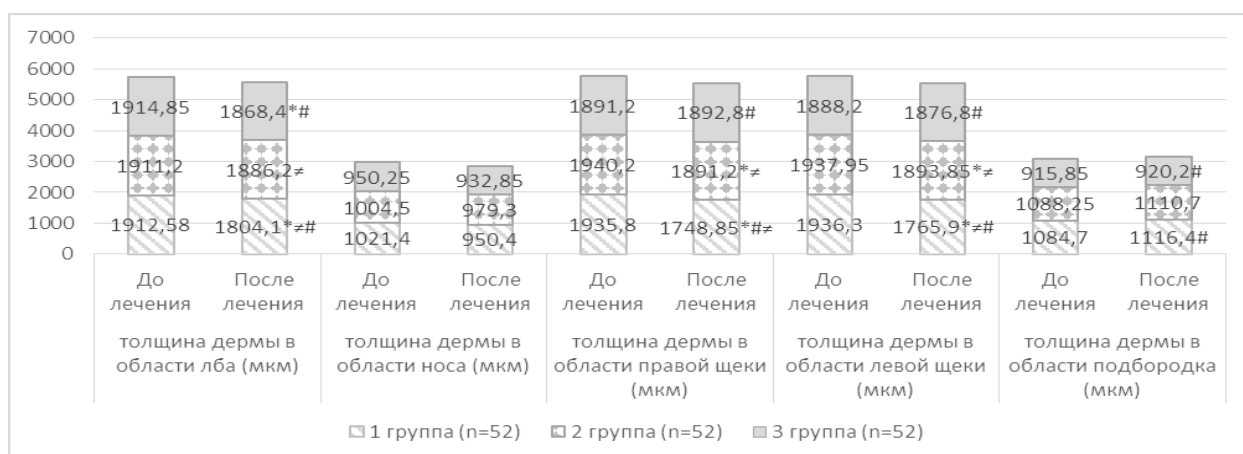 7000
6000
5000
4000
3000
2000
1000
0
1914,85 1868,4*# 1891,2 1892,8# 1888,2 1876,8#
1911,2 1886,2≠ 950,25 932,85 1940,2 1891,2*≠ 1937,95 1893,85*≠ 915,85 920,2#
1912,58 1804,1*≠# 1004,5 979,3 1935,8 1748,85*#≠ 1936,3 1765,9*≠# 1088,25 1110,7
1021,4 950,4 1084,7 1116,4#
До После До После До После До После До После
лечения лечения лечения лечения лечения лечения лечения лечения лечения лечения
толщина дермы в толщина дермы в толщина дермы в толщина дермы в толщина дермы в
области лба (мкм) области носа (мкм) области правой щеки области левой щеки области подбородка
(мкм) (мкм) (мкм)
1 группа (n=52) 2 группа (n=52) 3 группа (n=52)